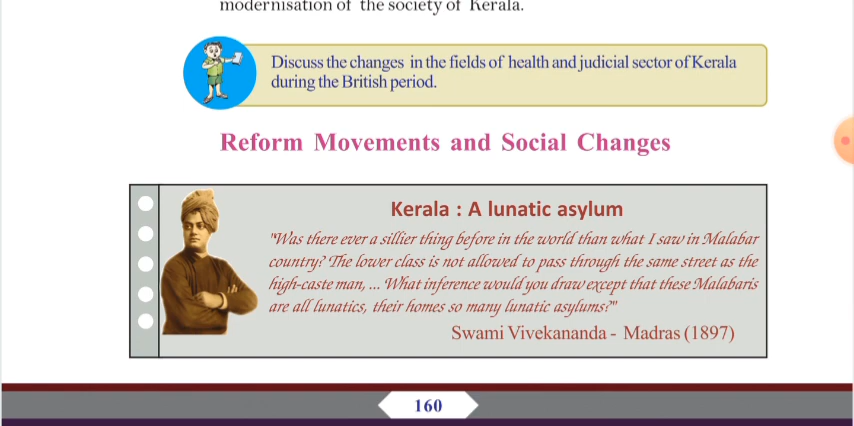 modernisation of the society of Kerala.
Discuss the changes in the fields of health and judicial sector of Kerala
during the British period.
Reform Movements and Social Changes
Kerala : A lunatic asylum
"Was there ever a sillier thing before in the world than what I saw in Malabar
country? The lower class is not allowed to pass through the same street as the
high-caste man, ... What inference would you draw except that these Malabaris
are all lunatics, their homes so many lunatic asylums?"
Swami Vivekananda - Madras (1897)
160